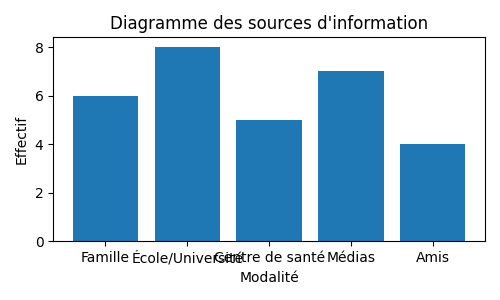 Diagramme des sources d'information
Effectif
8
6
4
2
0
Famille École/Université Centre de santé Médias Amis
Modalité